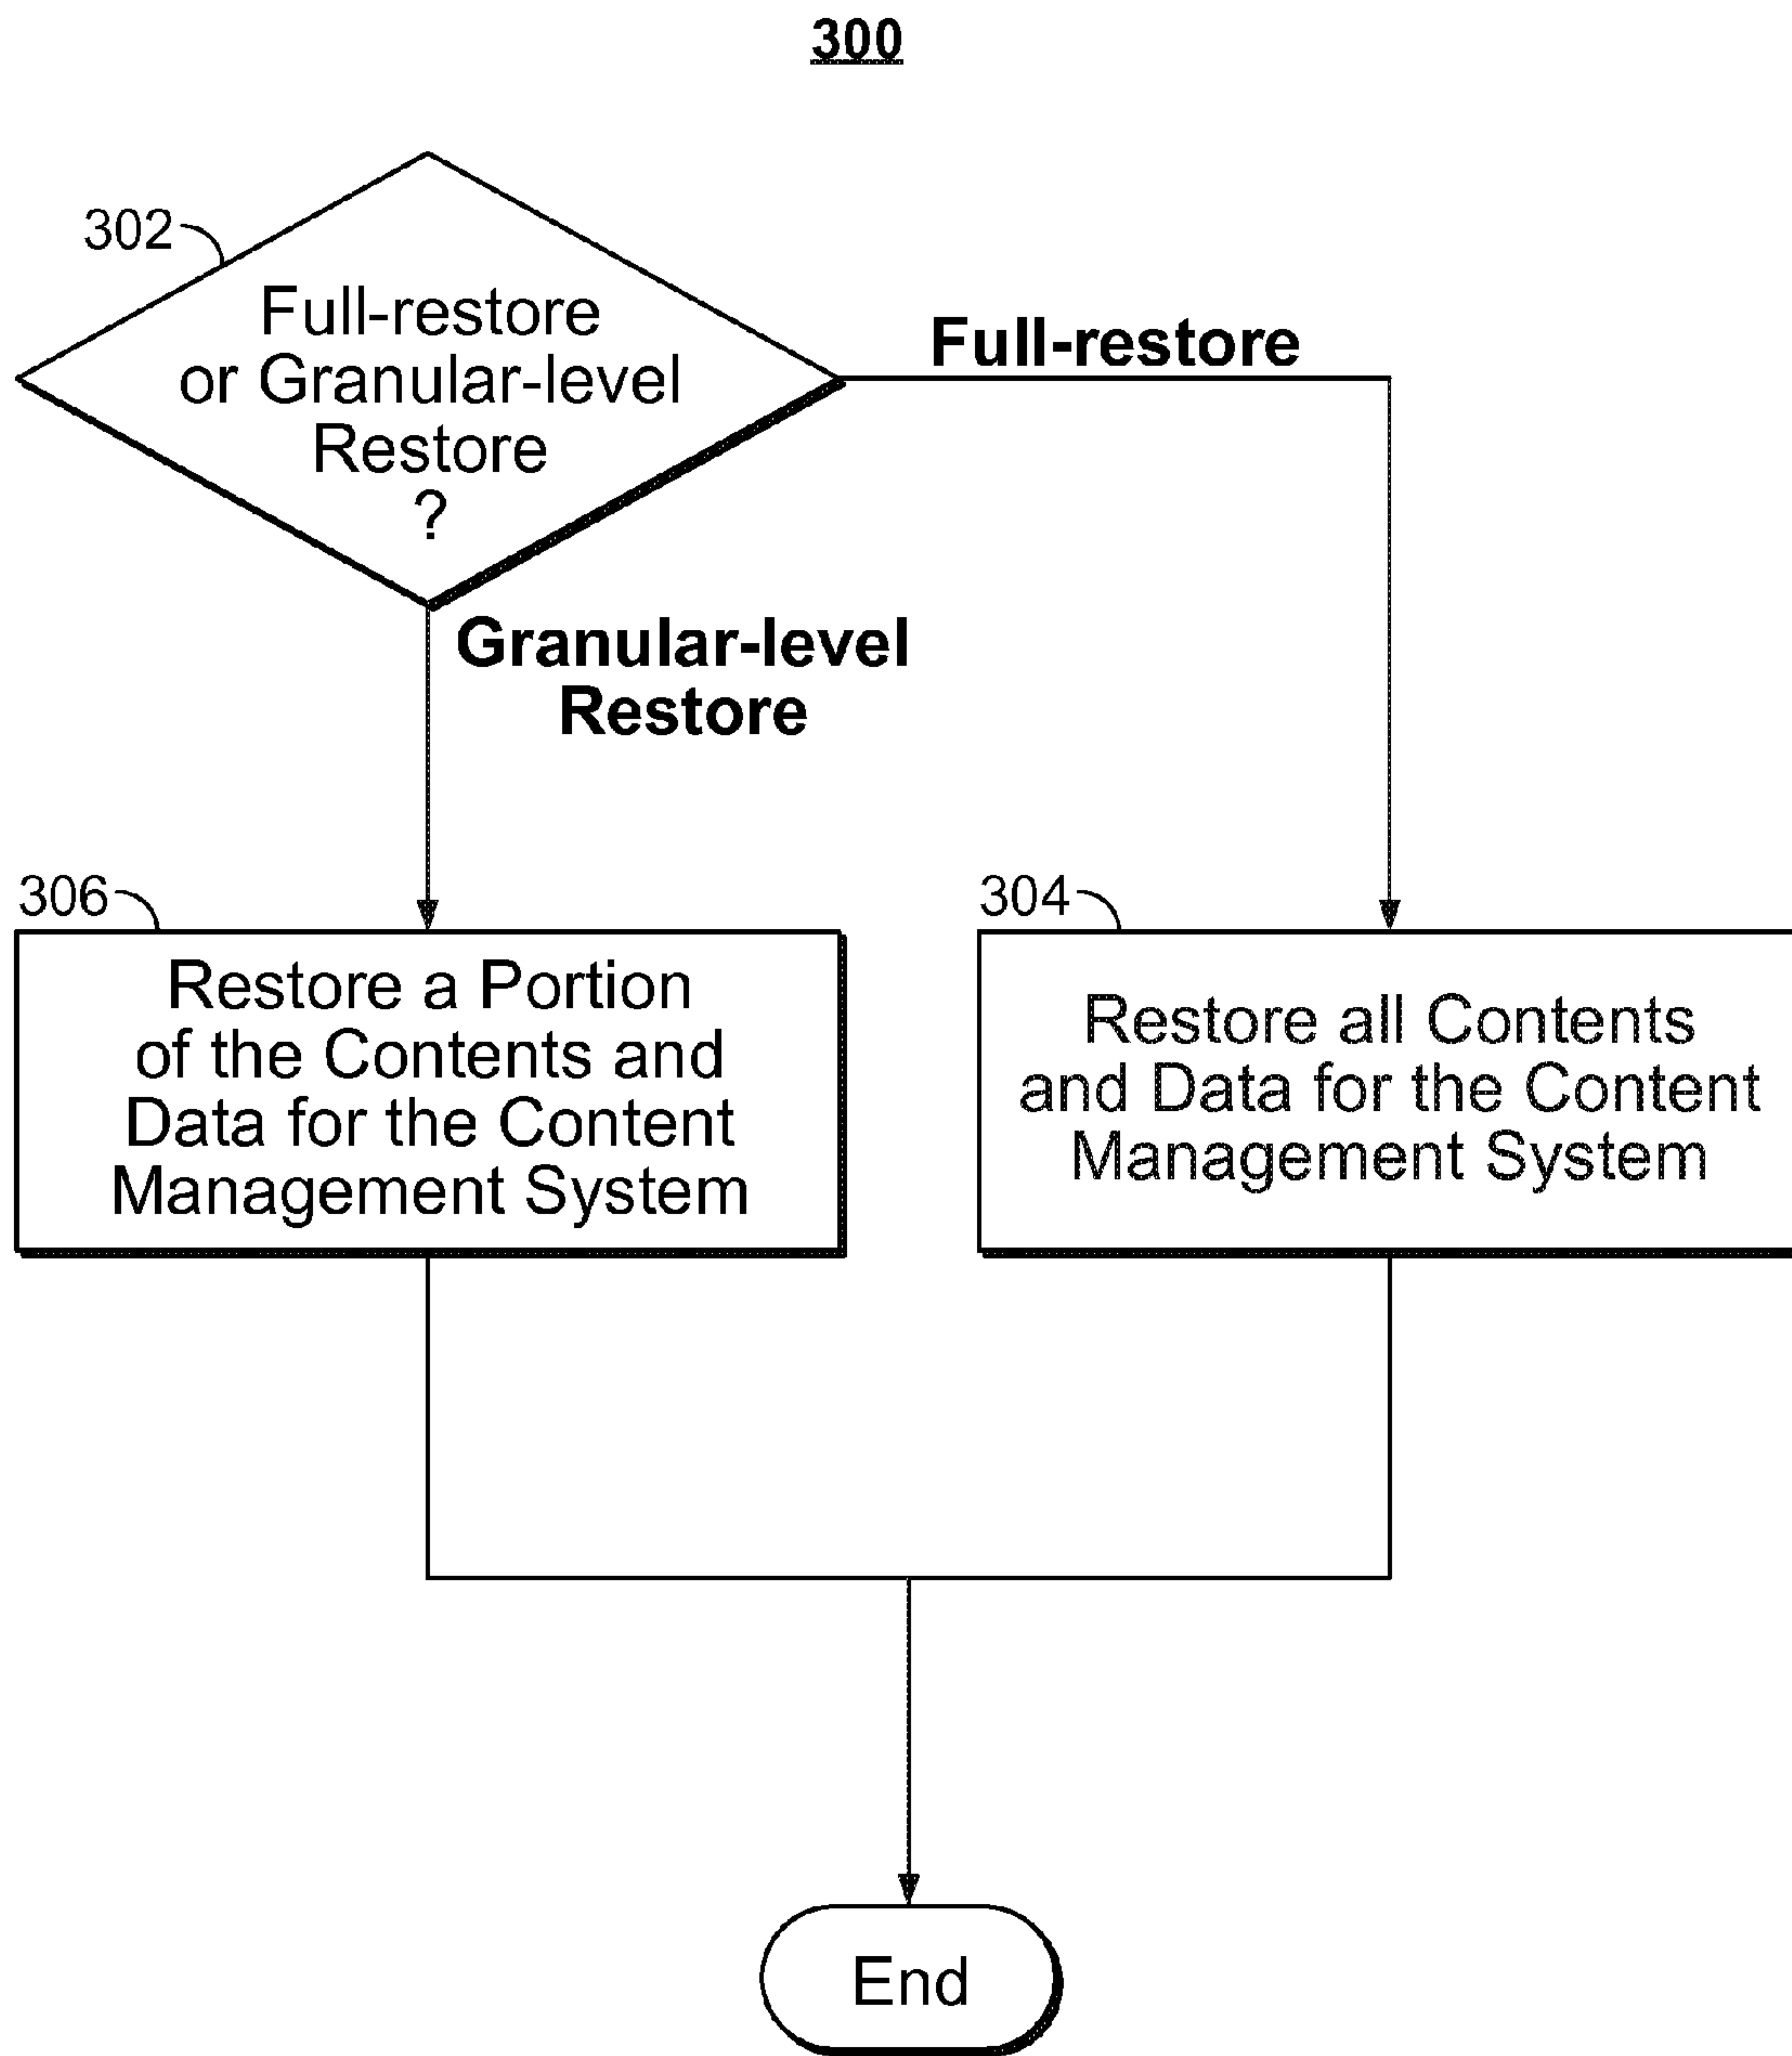 300
302
Full-restore
or Granular-level
Restore
?
Full-restore
Granular-level
Restore
306
Restore a Portion
of the Contents and
Data for the Content
Management System
304
Restore all Contents
and Data for the Content
Management System
End